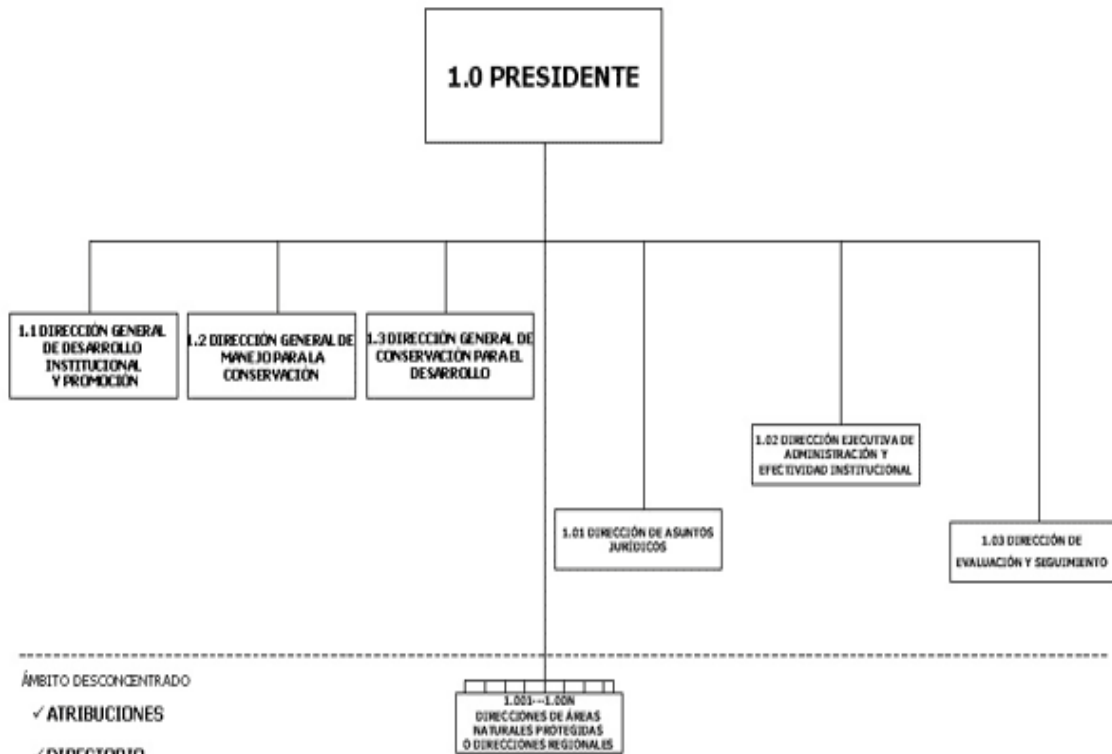 1.0 PRESIDENTE
1.1 DIRECCIÓN GENERAL
DE DESARROLLO
INSTITUCIONAL
Y PROMOCIÓN
1.2 DIRECCIÓN GENERAL DE
MANEJO PARA LA
CONSERVACIÓN
1.3 DIRECCIÓN GENERAL DE
CONSERVACIÓN PARA EL
DESARROLLO
1.02 DIRECCIÓN EJECUTIVA DE
ADMINISTRACIÓN Y
EFECTIVIDAD INSTITUCIONAL
1.01 DIRECCIÓN DE ASUNTOS
JURÍDICOS
1.03 DIRECCIÓN DE
EVALUACIÓN Y SEGUIMIENTO
ÁMBITO DESCONCENTRADO
✓ATRIBUCIONES
✓DIRECTORIO
1.001---1.00N
DIRECCIONES DE ÁREAS
NATURALES PROTEGIDAS
O DIRECCIONES REGIONALES